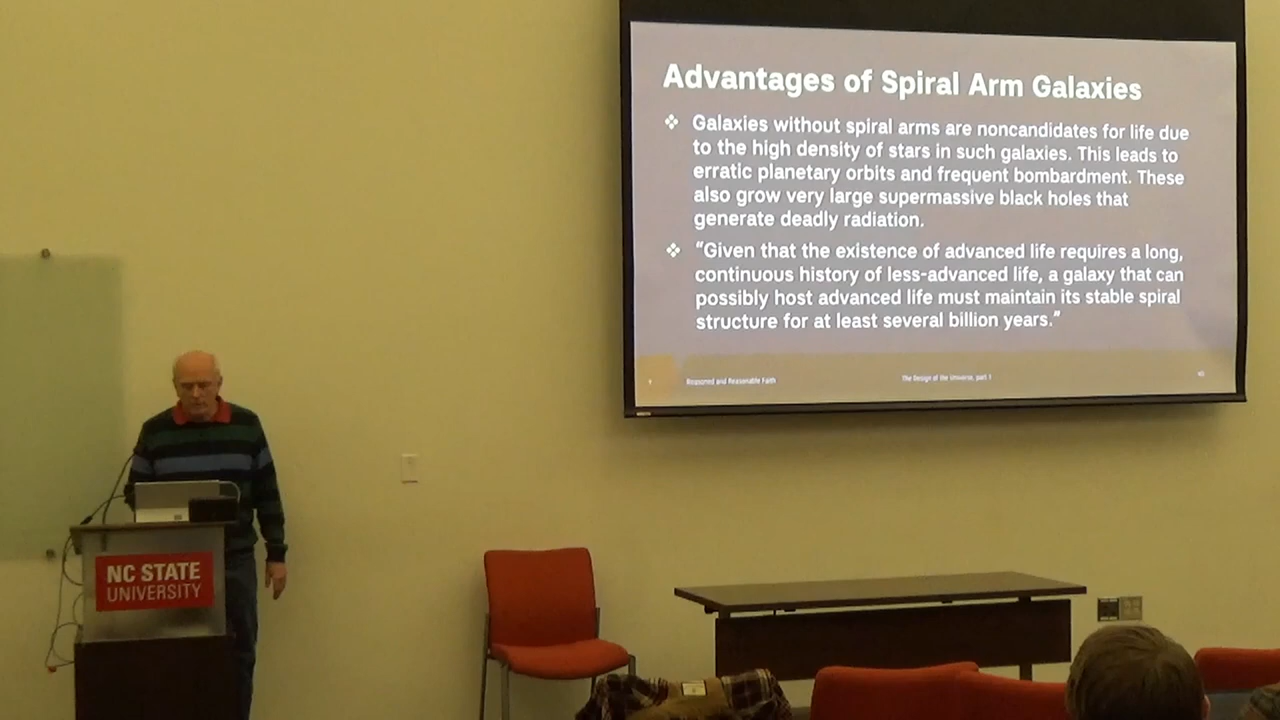 Advantages of Spiral Arm Galaxies
❖ Galaxies without spiral arms are noncandidates for life due
to the high density of stars in such galaxies. This leads to
erratic planetary orbits and frequent bombardment. These
also grow very large supermassive black holes that
generate deadly radiation.
❖ “Given that the existence of advanced life requires a long,
continuous history of less-advanced life, a galaxy that can
possibly host advanced life must maintain its stable spiral
structure for at least several billion years.”
Reasoned and Reasonable Faith
The Design of the Universe, part 1
NC STATE
UNIVERSITY